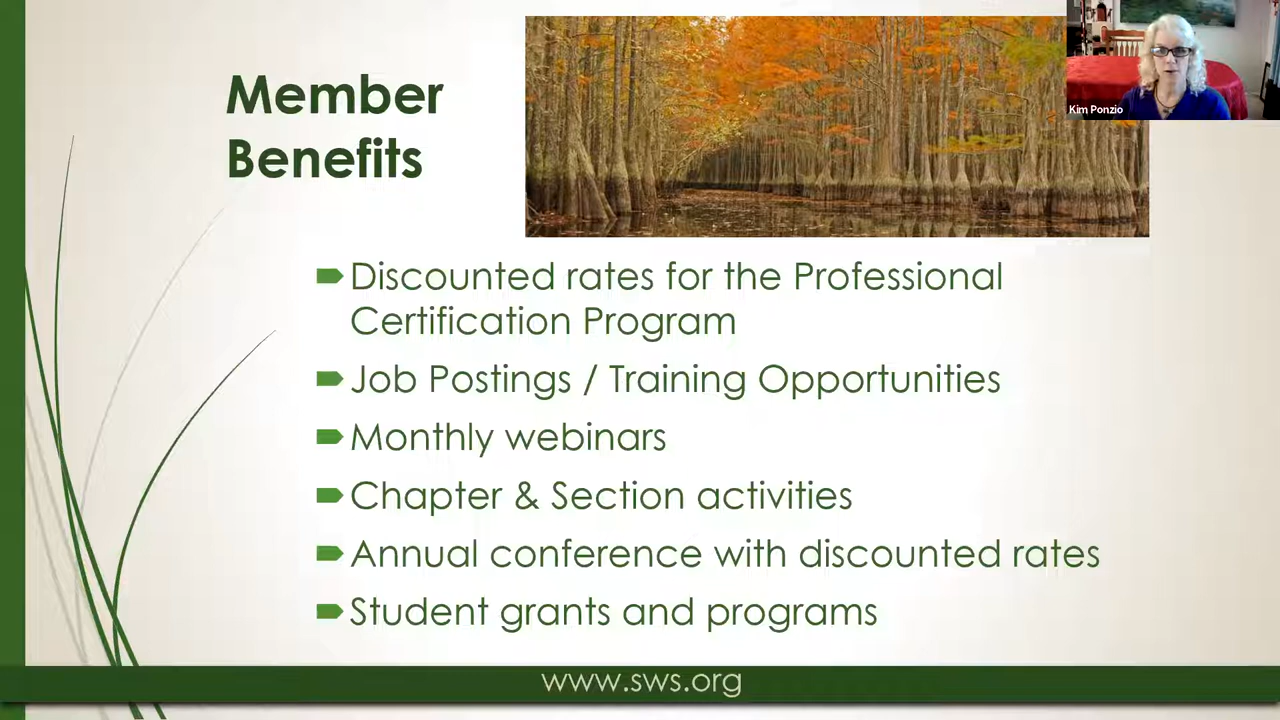 Member
Benefits
Kim Ponzio
Discounted rates for the Professional
Certification Program
Job Postings / Training Opportunities
Monthly webinars
Chapter & Section activities
Annual conference with discounted rates
Student grants and programs
www.sws.org